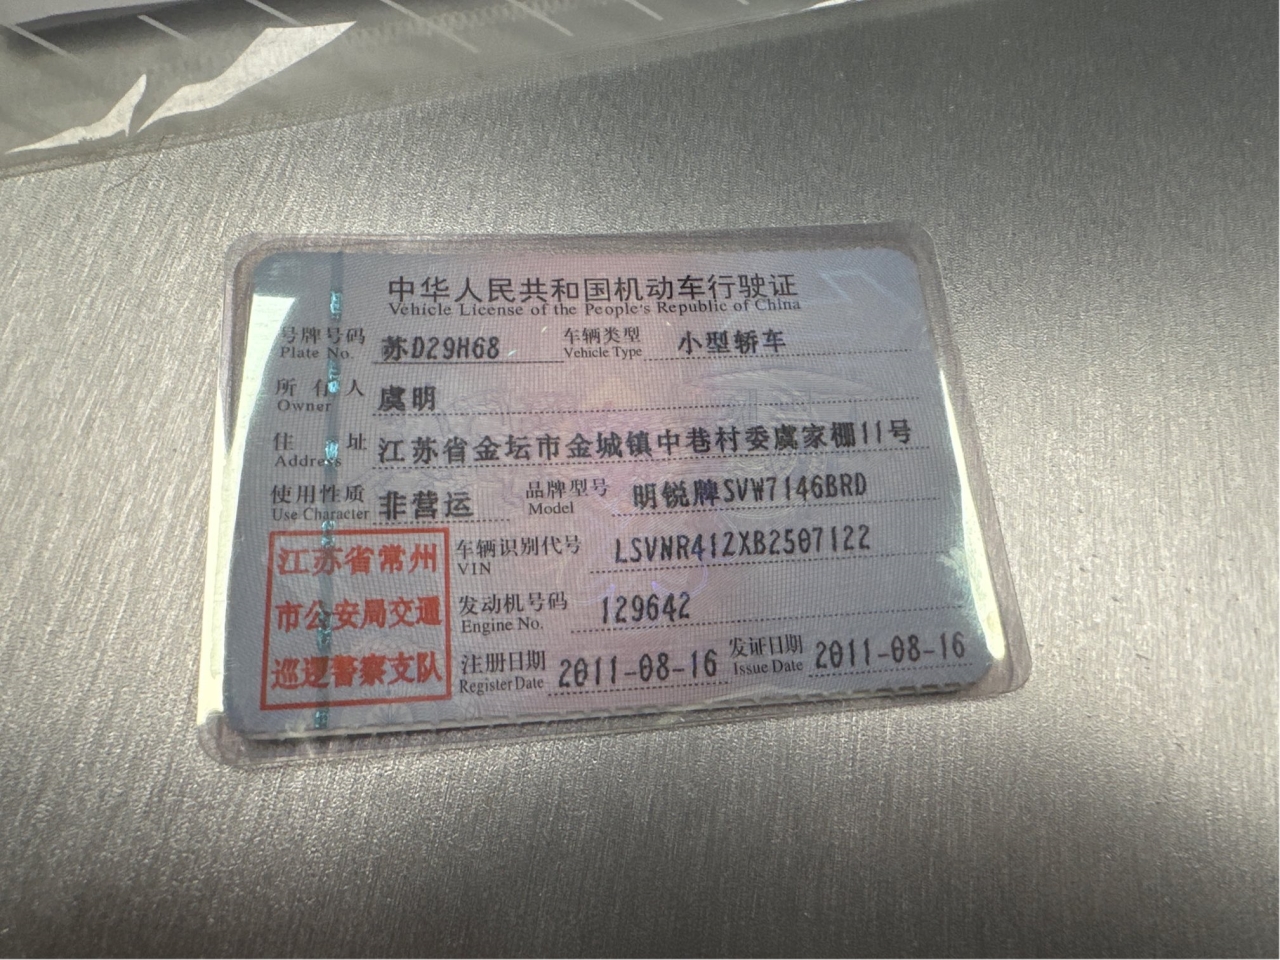 中华人民共和国机动车行驶证
Vehicle License of the People's Republic of China
号牌号码 苏D29H68 车辆类型 小型轿车
Plate No. Vehicle Type
所有人 虞明
Owner
住址 江苏省金坛市金城镇中巷村委虞家棚11号
Address
使用性质 非营运 品牌型号 明锐牌SVW7146BRD
Use Character Model
江苏省常州 车辆识别代号 LSVNR412XB2507122
VIN
市公安局交通 发动机号码 129642
Engine No.
巡逻警察支队 注册日期 2011-08-16 发证日期 2011-08-16
Register Date Issue Date